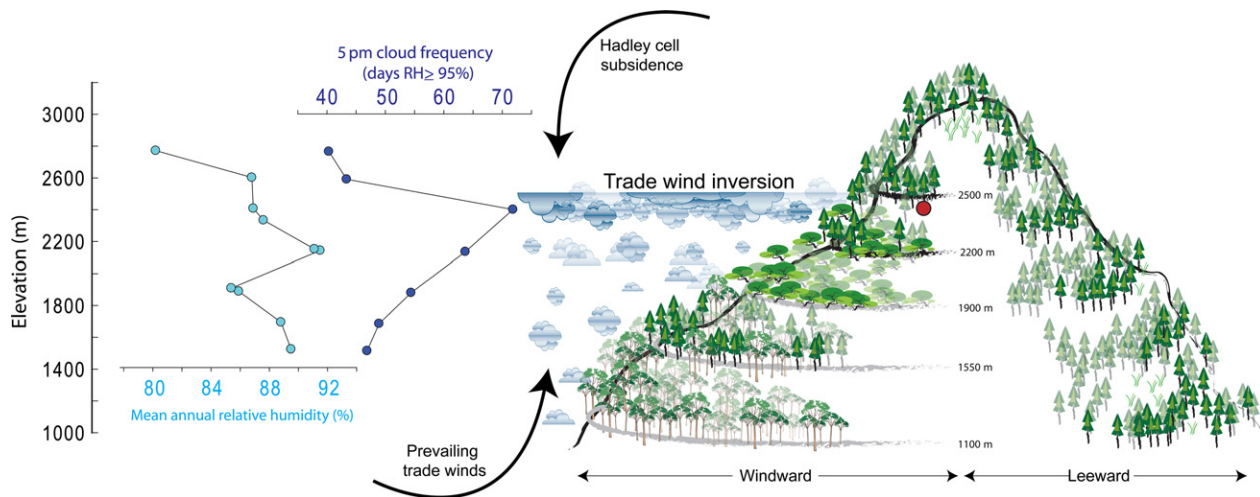 5 pm cloud frequency
(days RH≥ 95%)
40 50 60 70
Hadley cell
subsidence
Elevation (m)
3000
2600
2200
1800
1400
1000
80 84 88 92
Mean annual relative humidity (%)
Trade wind inversion
Prevailing
trade winds
2500 m
2200 m
1900 m
1550 m
1100 m
Windward
Leeward